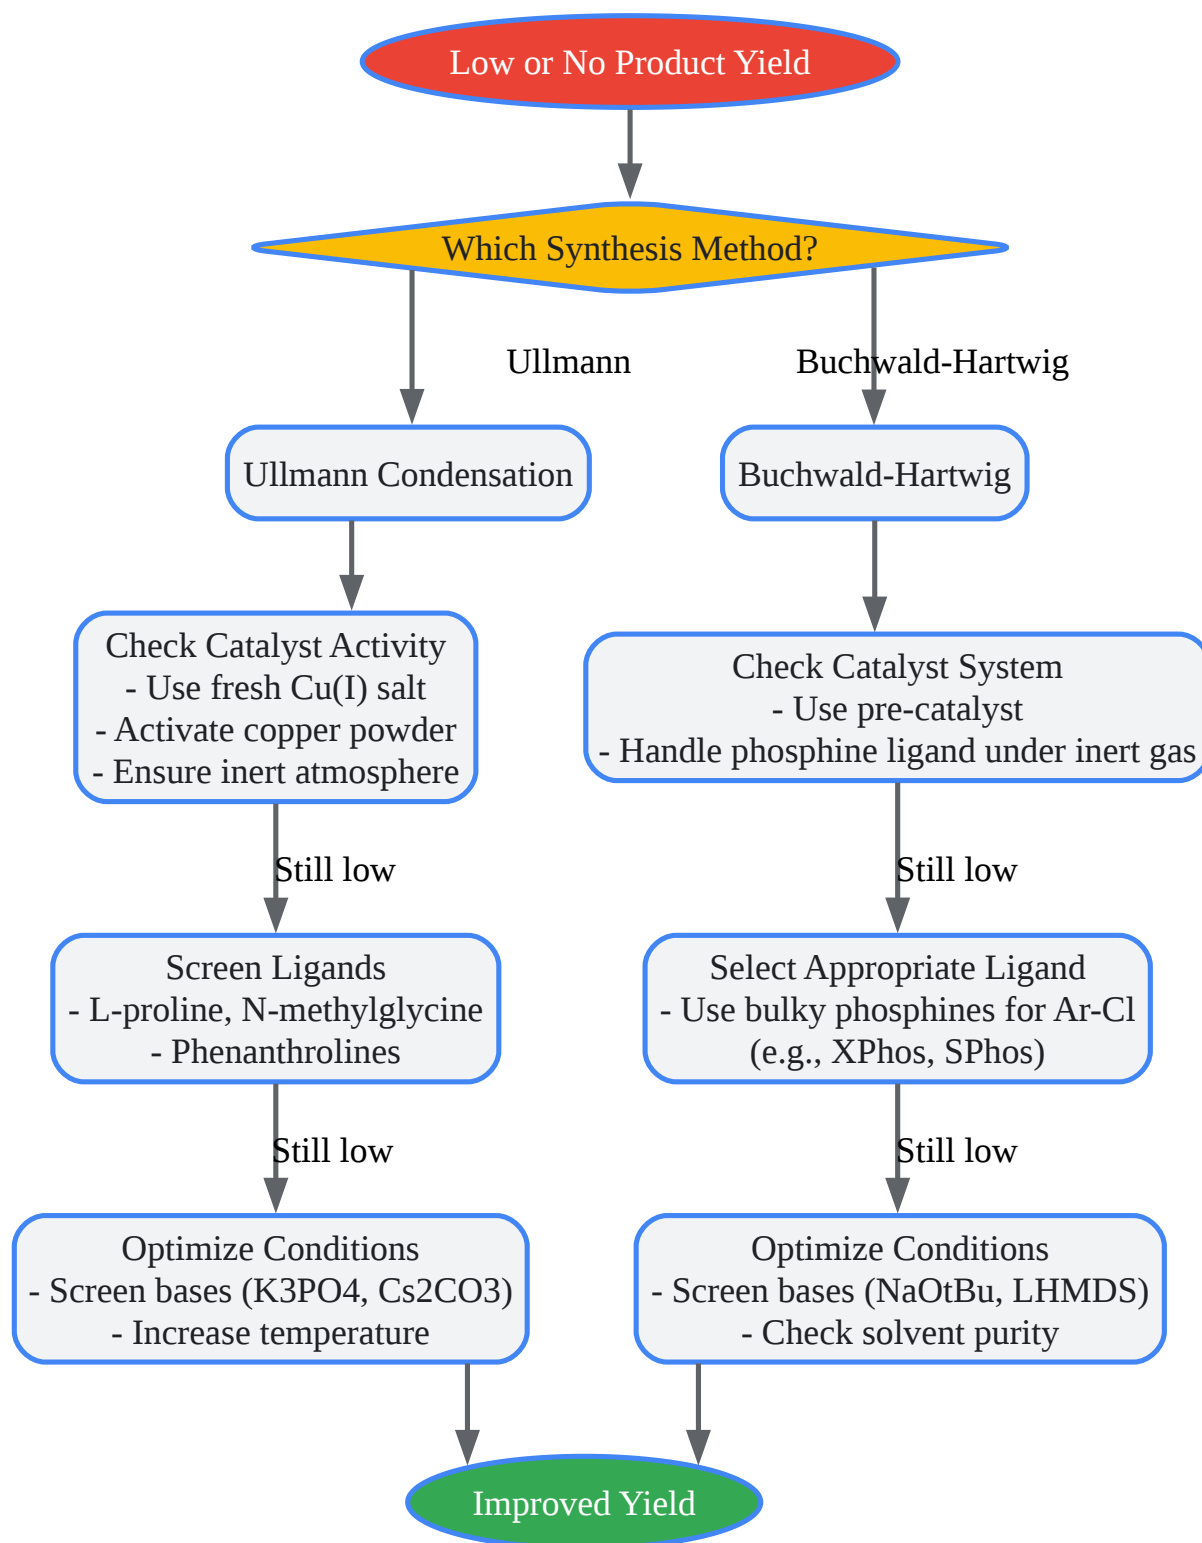 Low or No Product Yield
Which Synthesis Method?
Ullmann
Buchwald-Hartwig
Ullmann Condensation
Buchwald-Hartwig
Check Catalyst Activity
- Use fresh Cu(I) salt
- Activate copper powder
- Ensure inert atmosphere
Check Catalyst System
- Use pre-catalyst
- Handle phosphine ligand under inert gas
Still low
Still low
Screen Ligands
- L-proline, N-methylglycine
- Phenanthrolines
Select Appropriate Ligand
- Use bulky phosphines for Ar-Cl
(e.g., XPhos, SPhos)
Still low
Still low
Optimize Conditions
- Screen bases (K3PO4, Cs2CO3)
- Increase temperature
Optimize Conditions
- Screen bases (NaOtBu, LHMDS)
- Check solvent purity
Improved Yield